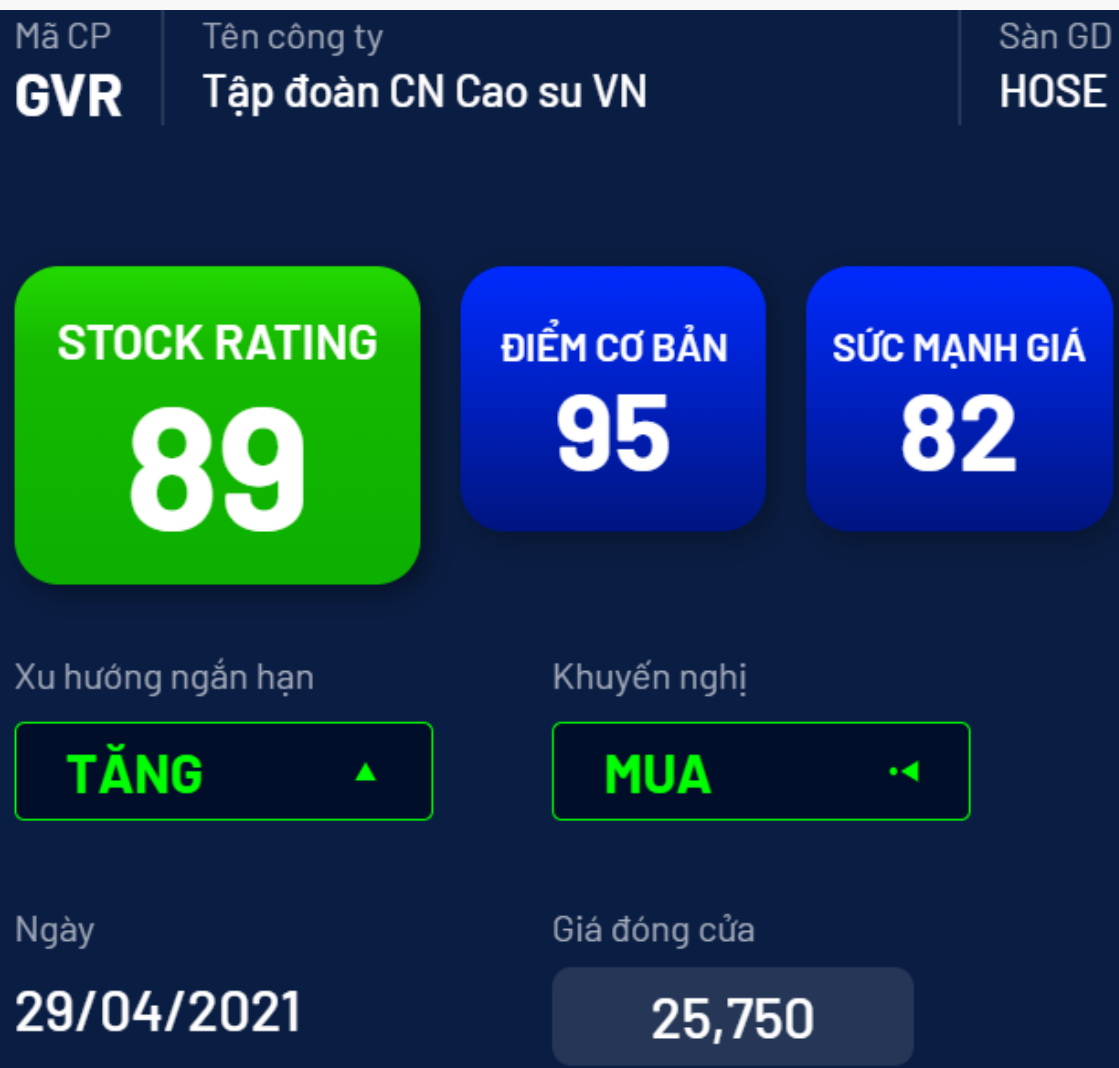 Mã CP
Tên công ty
Sàn GD
GVR
Tập đoàn CN Cao su VN
HOSE
STOCK RATING
89
ĐIỂM CƠ BẢN
95
SỨC MẠNH GIÁ
82
Xu hướng ngắn hạn
Khuyến nghị
TĂNG
MUA
Ngày
Giá đóng cửa
29/04/2021
25,750